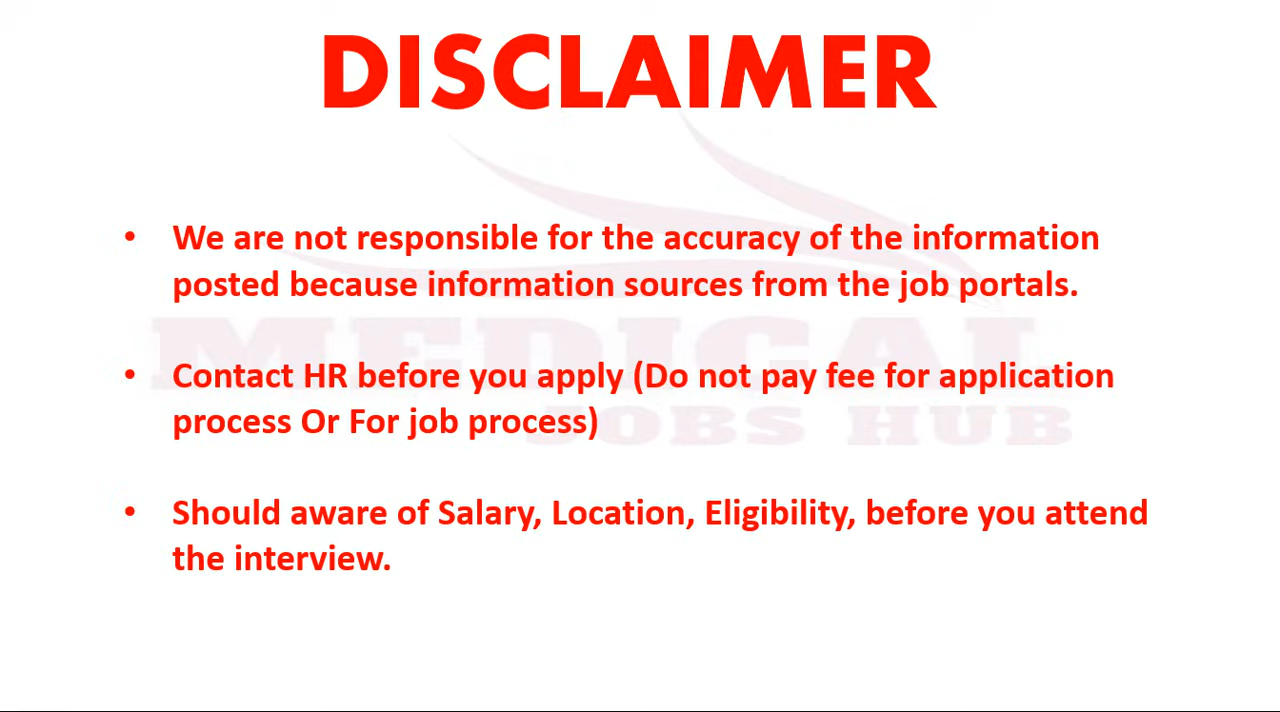 DISCLAIMER
• We are not responsible for the accuracy of the information
posted because information sources from the job portals.
MEDICAL
• Contact HR before you apply (Do not pay fee for application
process Or For job process)
JOBS HUB
• Should aware of Salary, Location, Eligibility, before you attend
the interview.